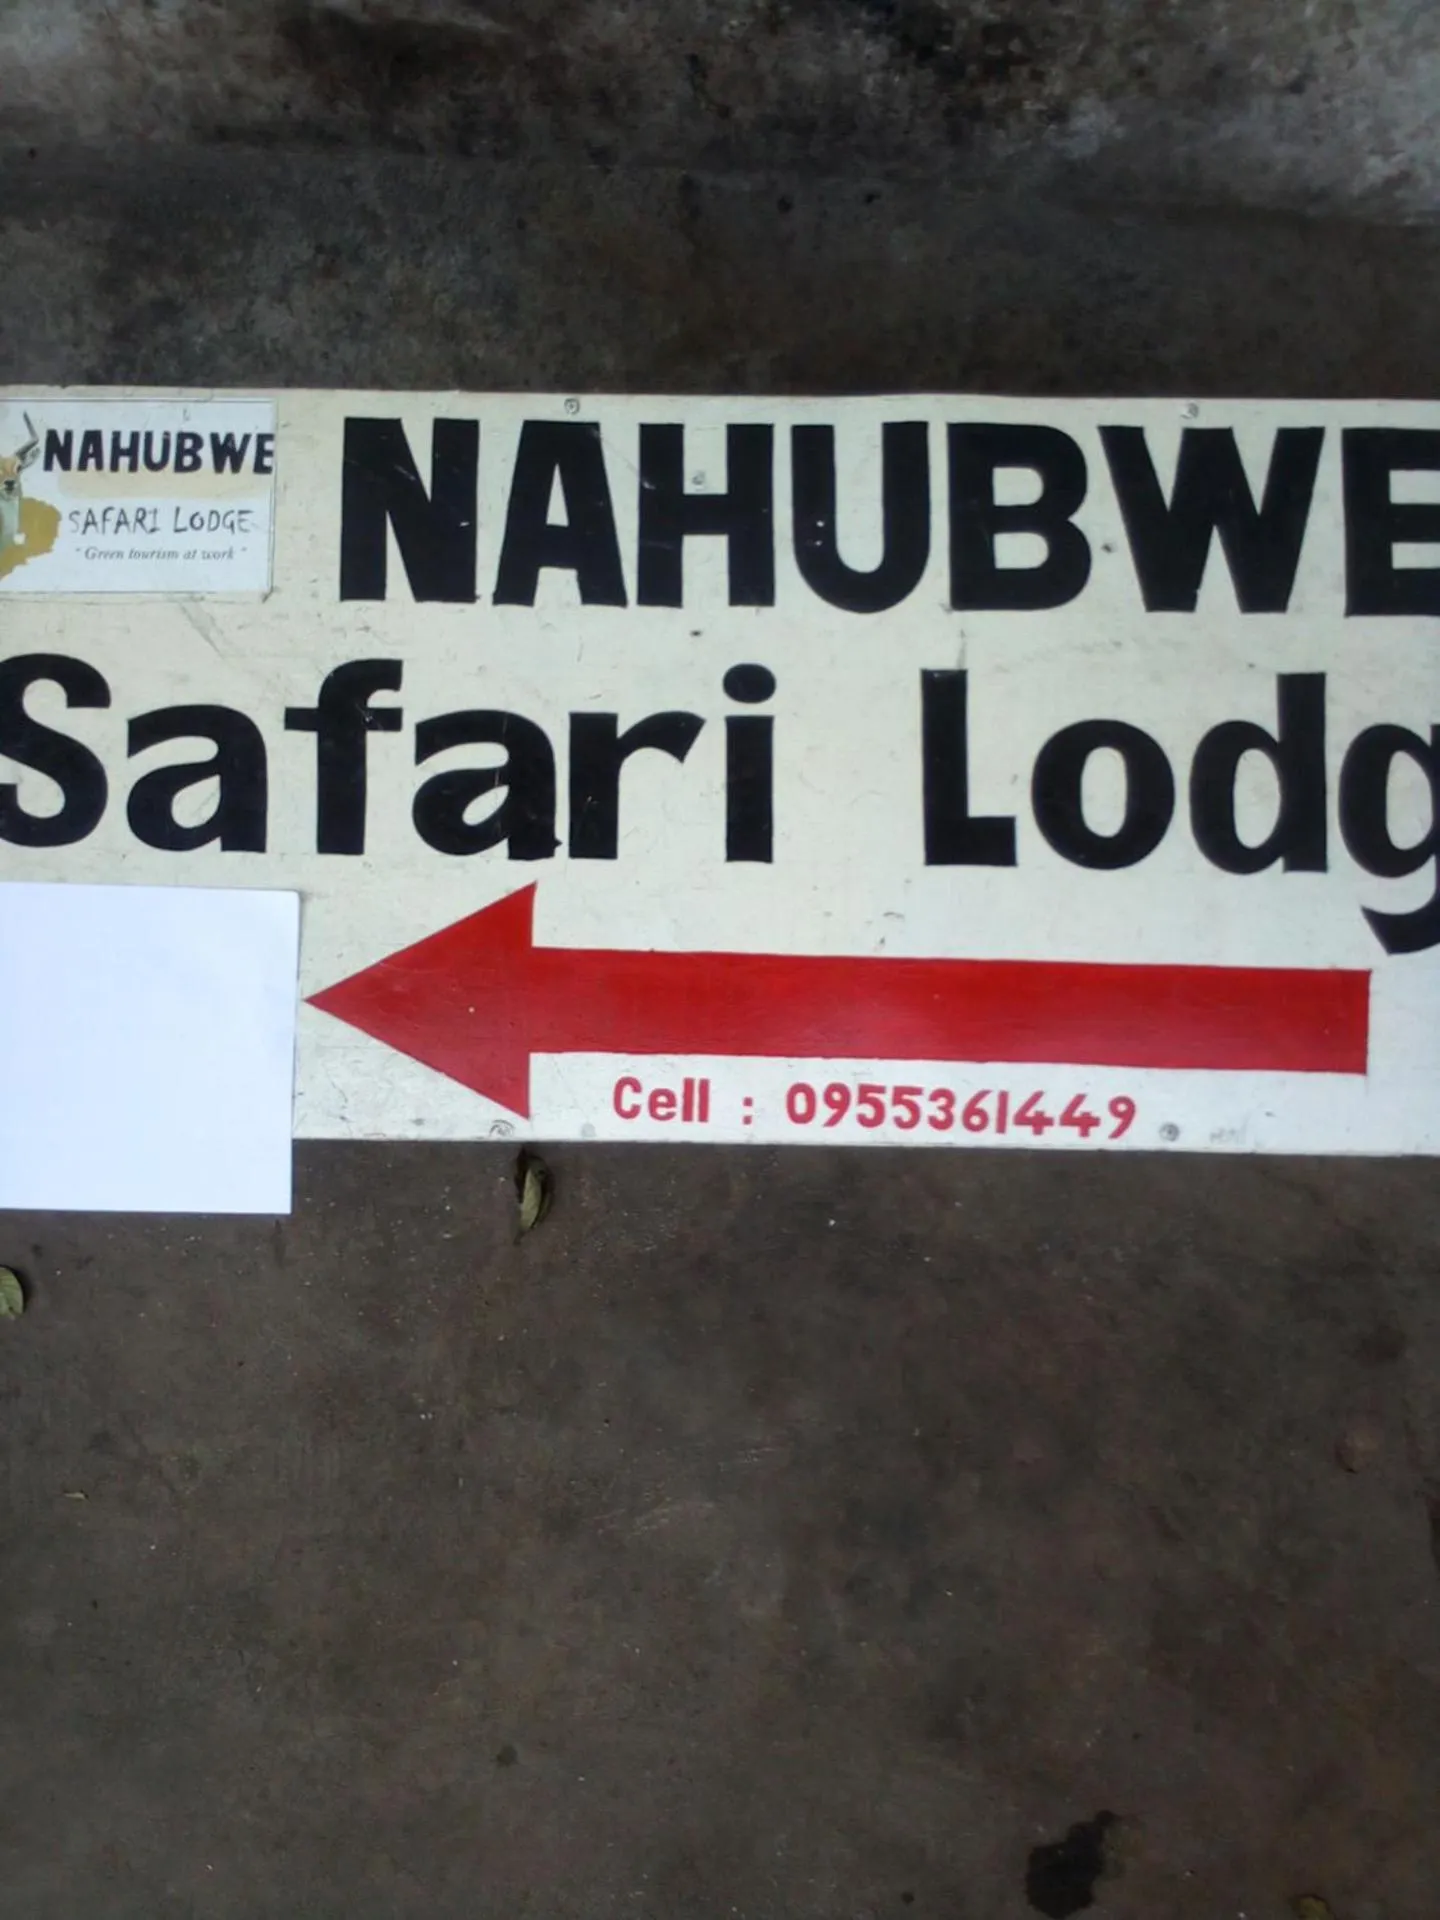 NAHUBWE
SAFARI LODGE
"Green tourism at work"
NAHUBWE
Safari Lodg
Cell : 0955361449